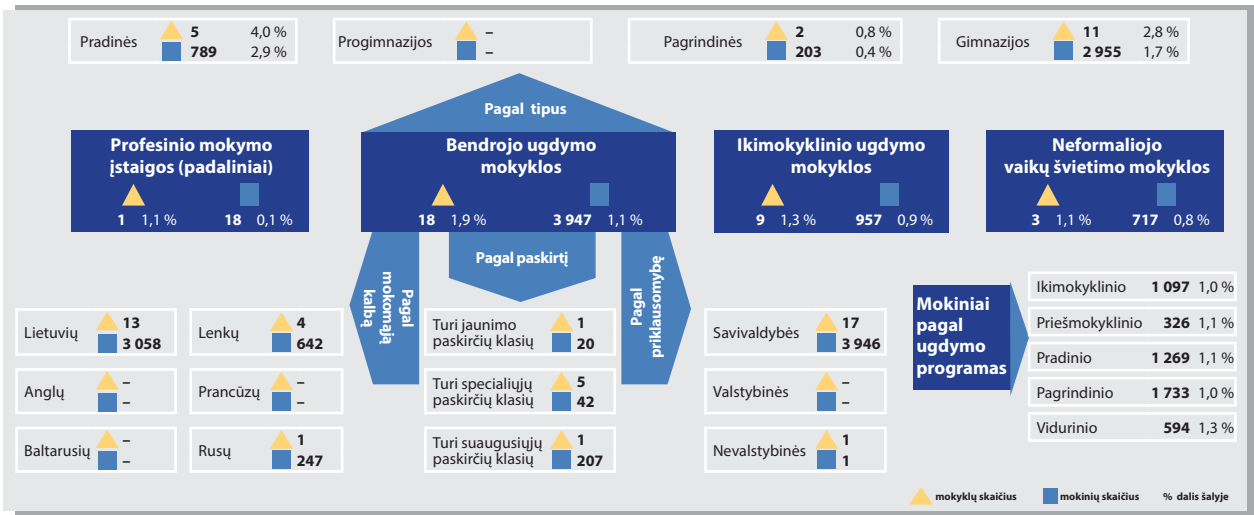 Pradinės
5 4,0 %
789 2,9 %
Progimnazijos
–
–
Pagrindinės
2 0,8 %
203 0,4 %
Gimnazijos
11 2,8 %
2 955 1,7 %
Pagal tipus
Profesinio mokymo
įstaigos (padaliniai)
1 1,1 % 18 0,1 %
Bendrojo ugdymo
mokyklos
18 1,9 % 3 947 1,1 %
Ikimokyklinio ugdymo
mokyklos
9 1,3 % 957 0,9 %
Neformaliojo
vaikų švietimo mokyklos
3 1,1 % 717 0,8 %
Pagal
mokomąją
kalbą
Pagal paskirtį
Pagal
priklausomybę
Lietuvių
13
3 058
Lenkų
4
642
Anglų
–
–
Prancūzų
–
–
Baltarusių
–
–
Rusų
1
247
Turi jaunimo
paskirčių klasių
1
20
Turi specialiųjų
paskirčių klasių
5
42
Turi suaugusiųjų
paskirčių klasių
1
207
Savivaldybės
17
3 946
Valstybinės
–
–
Nevalstybinės
1
1
Mokiniai
pagal
ugdymo
programas
Ikimokyklinio 1 097 1,0 %
Priešmokyklinio 326 1,1 %
Pradinio 1 269 1,1 %
Pagrindinio 1 733 1,0 %
Vidurinio 594 1,3 %
mokyklų skaičius mokinių skaičius % dalis šalyje